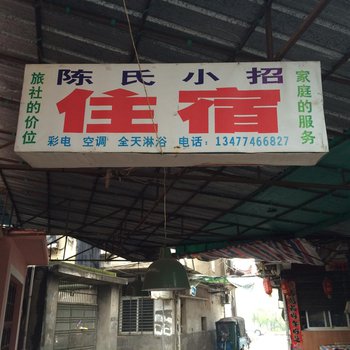 旅社的价位
陈氏小招
住宿
家庭的服务
彩电 空调 全天淋浴 电话：13477466827